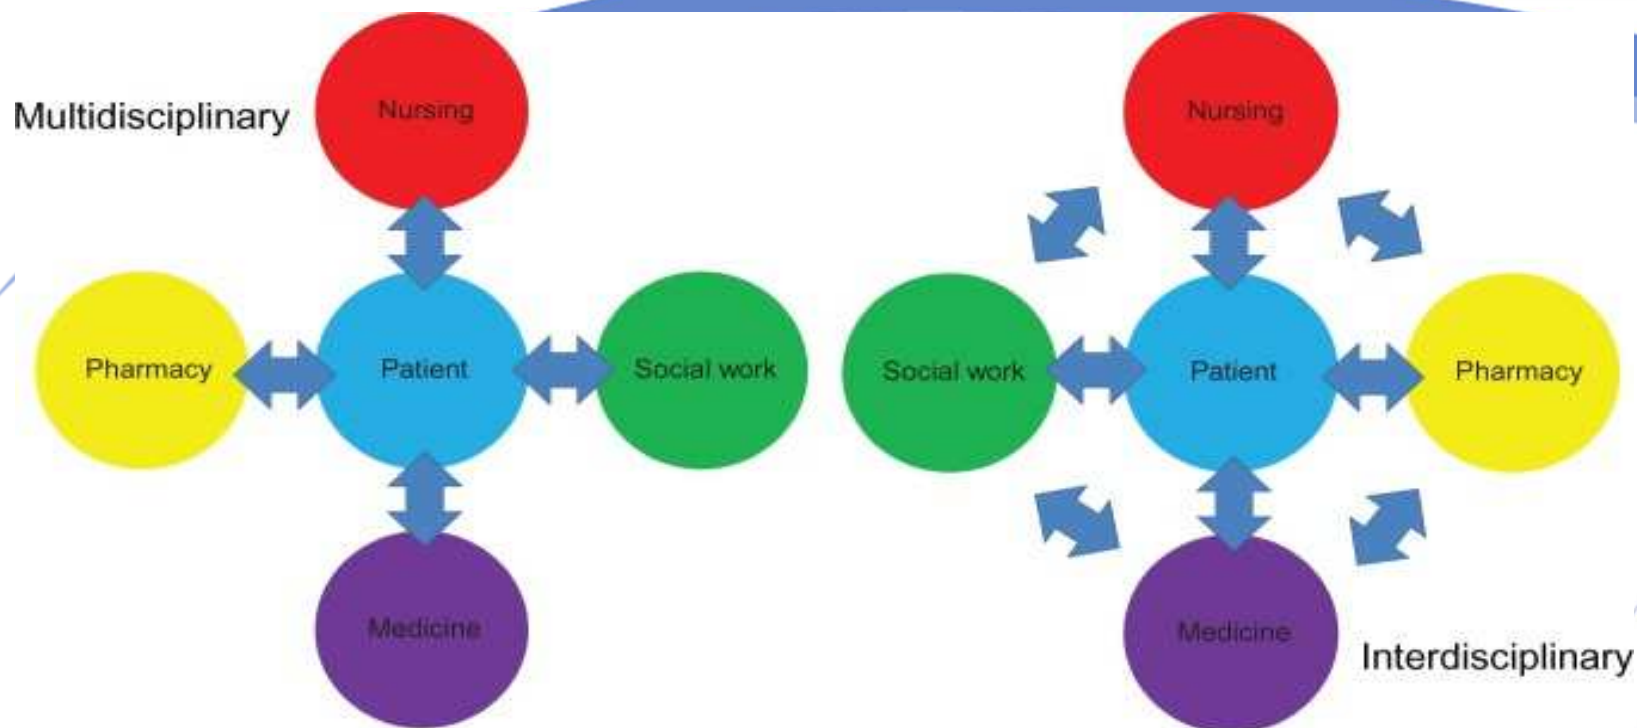 Multidisciplinary
Nursing
Pharmacy
Patient
Social work
Medicine
Nursing
Social work
Patient
Pharmacy
Medicine
Interdisciplinary